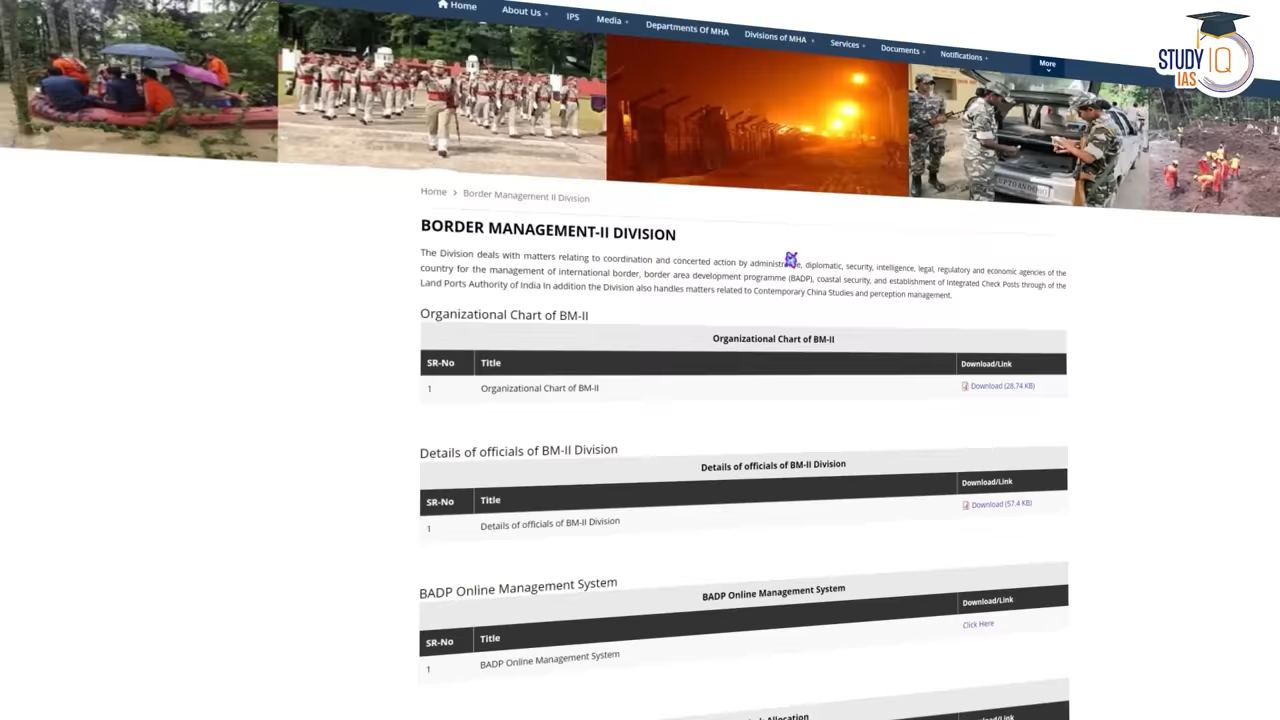 Home
About Us
IPS
Media
Departments Of MHA
Divisions of MHA
Services
Documents
Notifications
More
STUDY IQ
IAS
Home > Border Management II Division
BORDER MANAGEMENT-II DIVISION
The Division deals with matters relating to coordination and concerted action by diplomatic, security, intelligence, legal, regulatory and economic agencies of the
country for the management of international border, border area development programme (BADP), coastal security, and establishment of Integrated Check Posts through of the
Land Ports Authority of India In addition the Division also handles matters related to Contemporary China Studies and perception management.
Organizational Chart of BM-II
Organizational Chart of BM-II
SR-No Title Download/Link
1 Organizational Chart of BM-II Download (28.74 KB)
Details of officials of BM-II Division
Details of officials of BM-II Division
SR-No Title Download/Link
1 Details of officials of BM-II Division Download (57.4 KB)
BADP Online Management System
BADP Online Management System
SR-No Title Download/Link
1 BADP Online Management System Click Here
Allocation
Download/Link